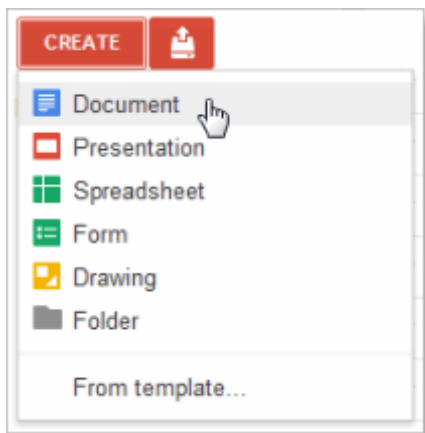 CREATE
Document
Presentation
Spreadsheet
Form
Drawing
Folder
From template...